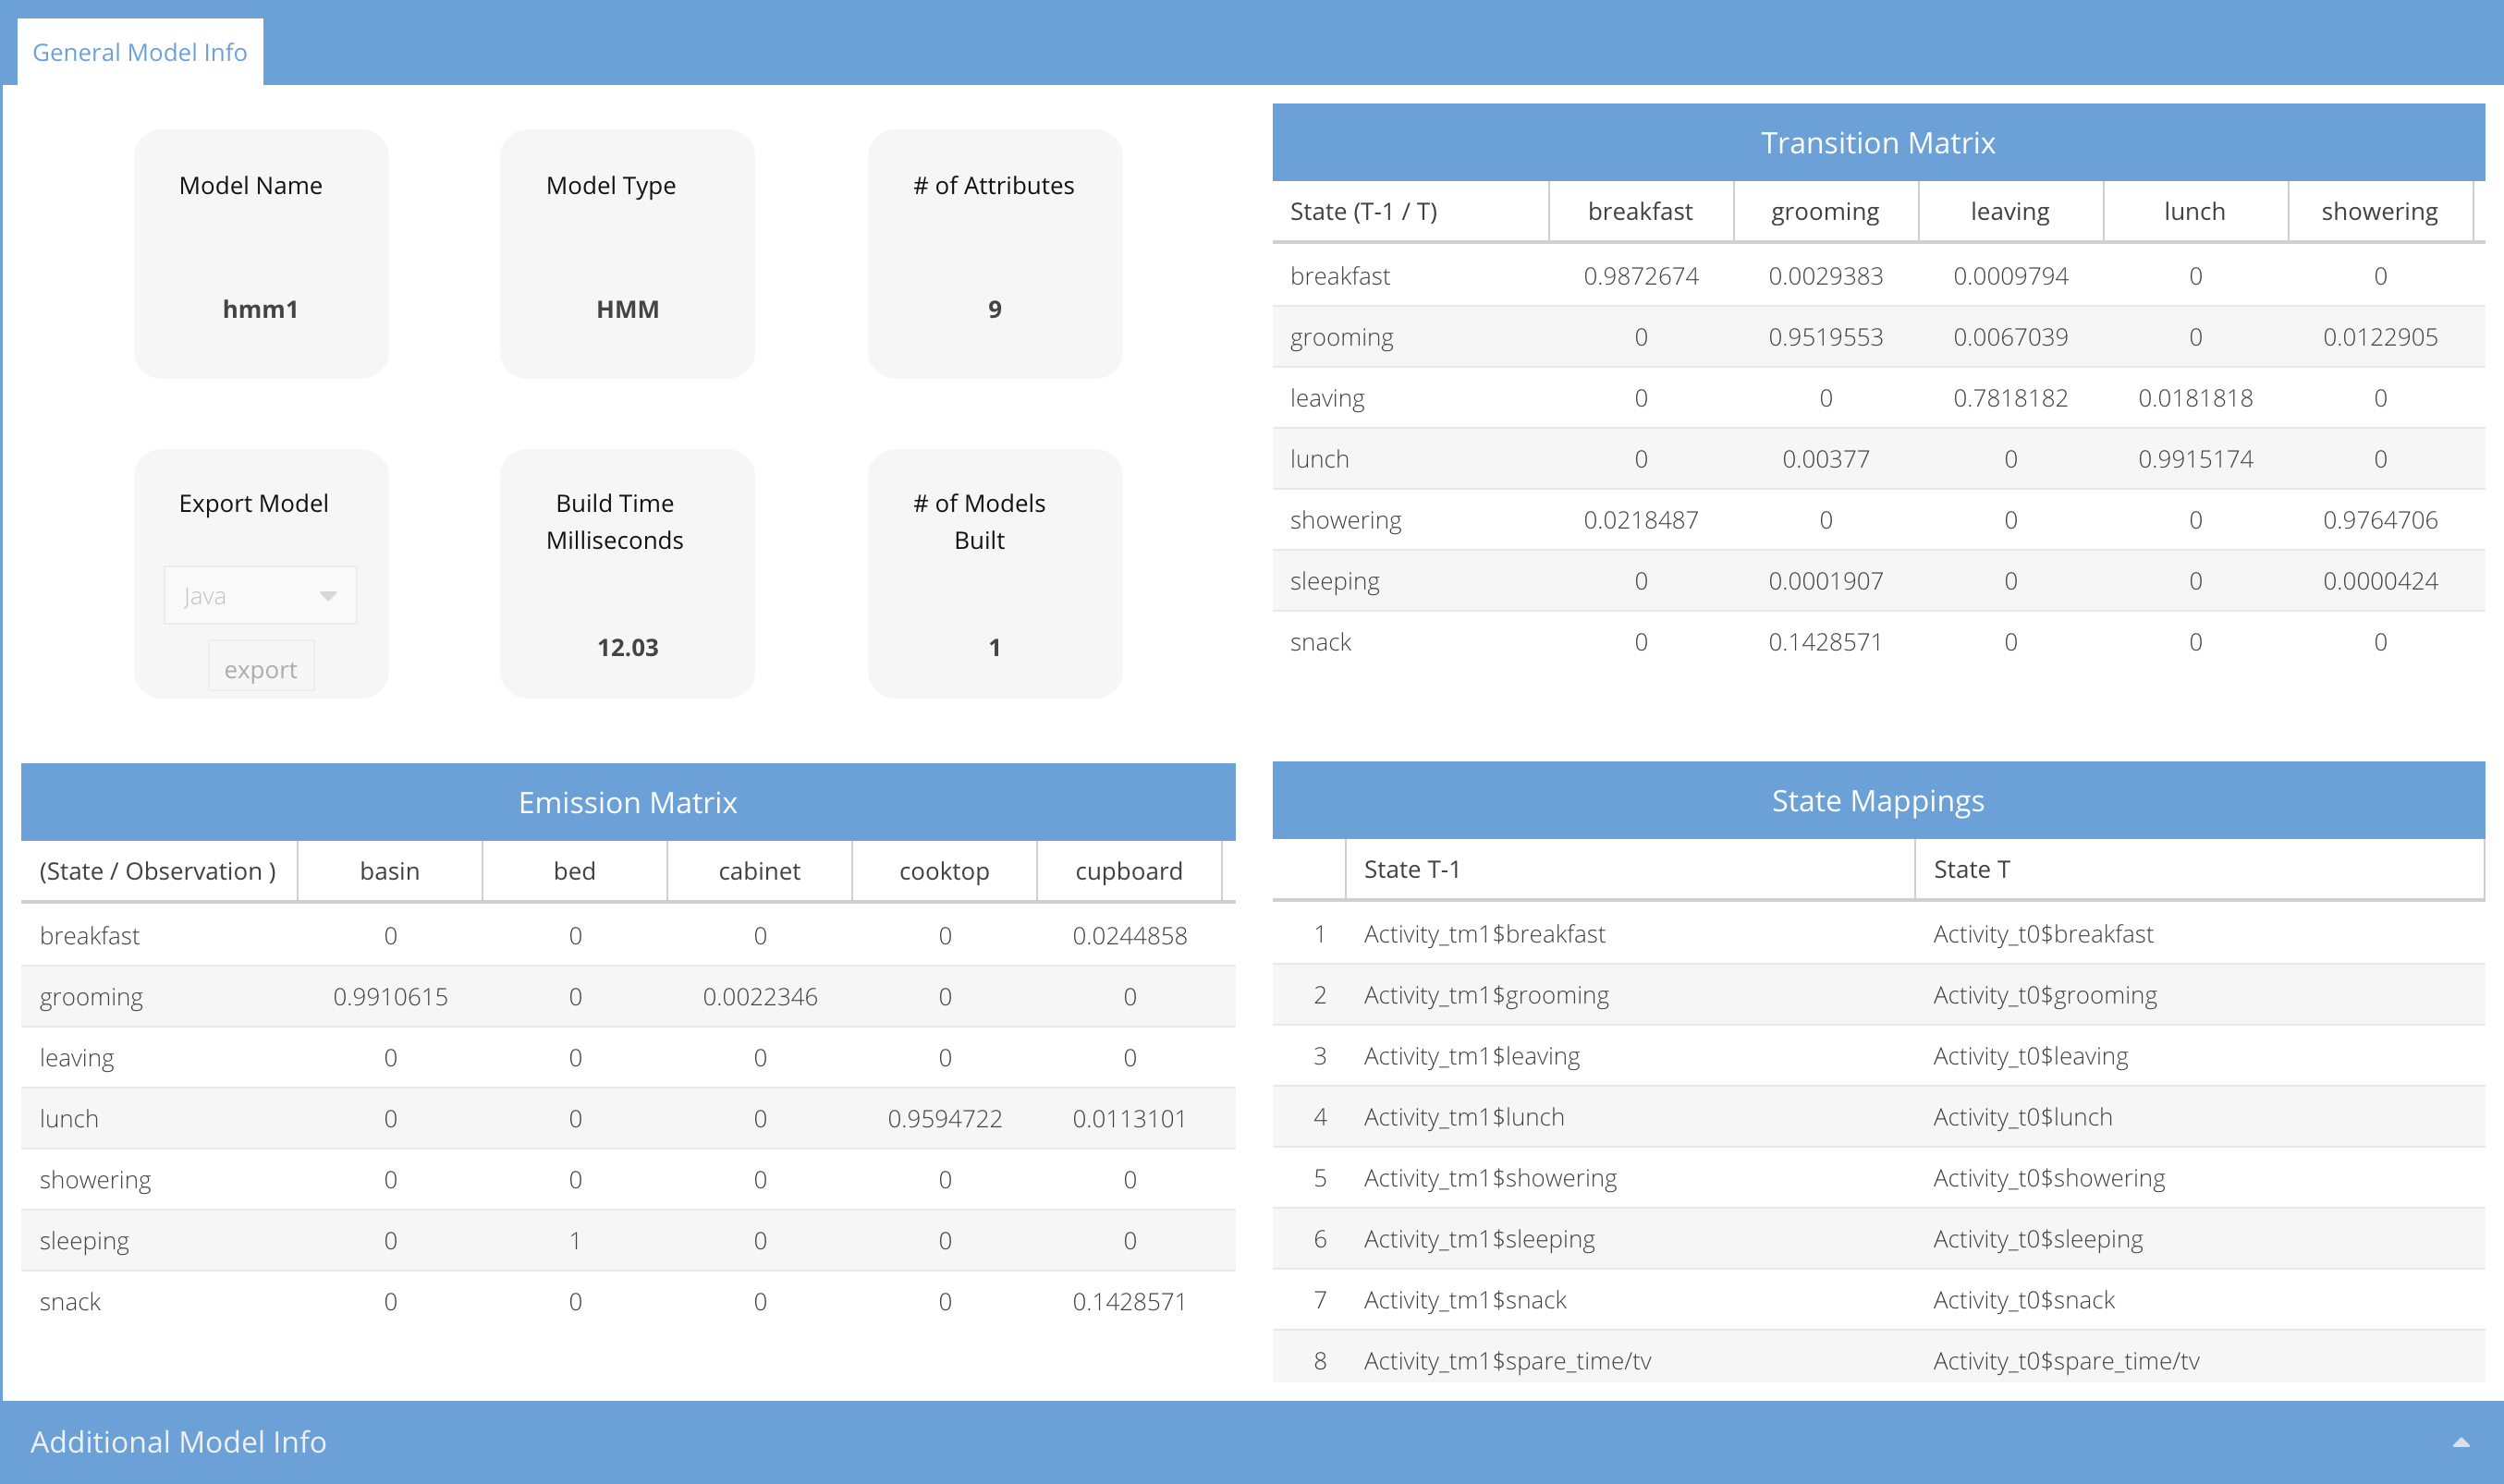 General Model Info
Model Name
hmm1
Model Type
HMM
# of Attributes
9
Export Model
Java
export
Build Time
Milliseconds
12.03
# of Models
Built
1
Transition Matrix
State (T-1 / T) breakfast grooming leaving lunch showering
breakfast 0.9872674 0.0029383 0.0009794 0 0
grooming 0 0.9519553 0.0067039 0 0.0122905
leaving 0 0 0.7818182 0.0181818 0
lunch 0 0.00377 0 0.9915174 0
showering 0.0218487 0 0 0 0.9764706
sleeping 0 0.0001907 0 0 0.0000424
snack 0 0.1428571 0 0 0
Emission Matrix
(State / Observation ) basin bed cabinet cooktop cupboard
breakfast 0 0 0 0 0.0244858
grooming 0.9910615 0 0.0022346 0 0
leaving 0 0 0 0 0
lunch 0 0 0 0.9594722 0.0113101
showering 0 0 0 0 0
sleeping 0 1 0 0 0
snack 0 0 0 0 0.1428571
State Mappings
State T-1 State T
1 Activity_tm1$breakfast Activity_t0$breakfast
2 Activity_tm1$grooming Activity_t0$grooming
3 Activity_tm1$leaving Activity_t0$leaving
4 Activity_tm1$lunch Activity_t0$lunch
5 Activity_tm1$showering Activity_t0$showering
6 Activity_tm1$sleeping Activity_t0$sleeping
7 Activity_tm1$snack Activity_t0$snack
8 Activity_tm1$spare_time/tv Activity_t0$spare_time/tv
Additional Model Info